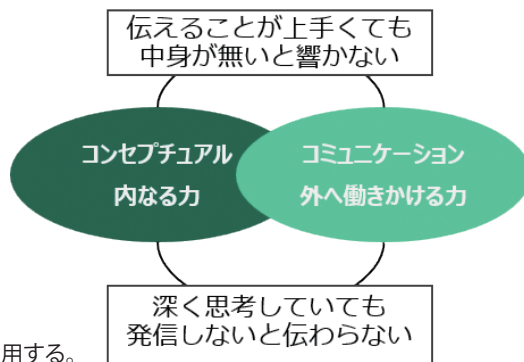 伝えることが上手くても
中身が無いと響かない
コンセプチュアル
内なる力
コミュニケーション
外へ働きかける力
深く思考していても
発信しないと伝わらない
用する。